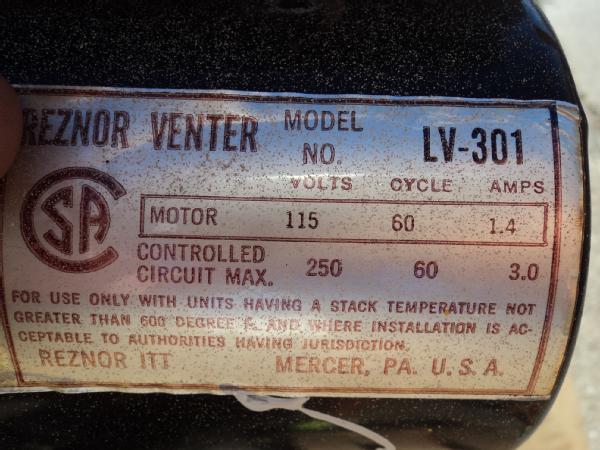 REZNOR VENTER MODEL NO. LV-301
VOLTS CYCLE AMPS
MOTOR 115 60 1.4
CONTROLLED CIRCUIT MAX. 250 60 3.0
FOR USE ONLY WITH UNITS HAVING A STACK TEMPERATURE NOT
GREATER THAN 600 DEGREE F. AND WHERE INSTALLATION IS AC-
CEPTABLE TO AUTHORITIES HAVING JURISDICTION.
REZNOR ITT MERCER, PA. U.S.A.
SA